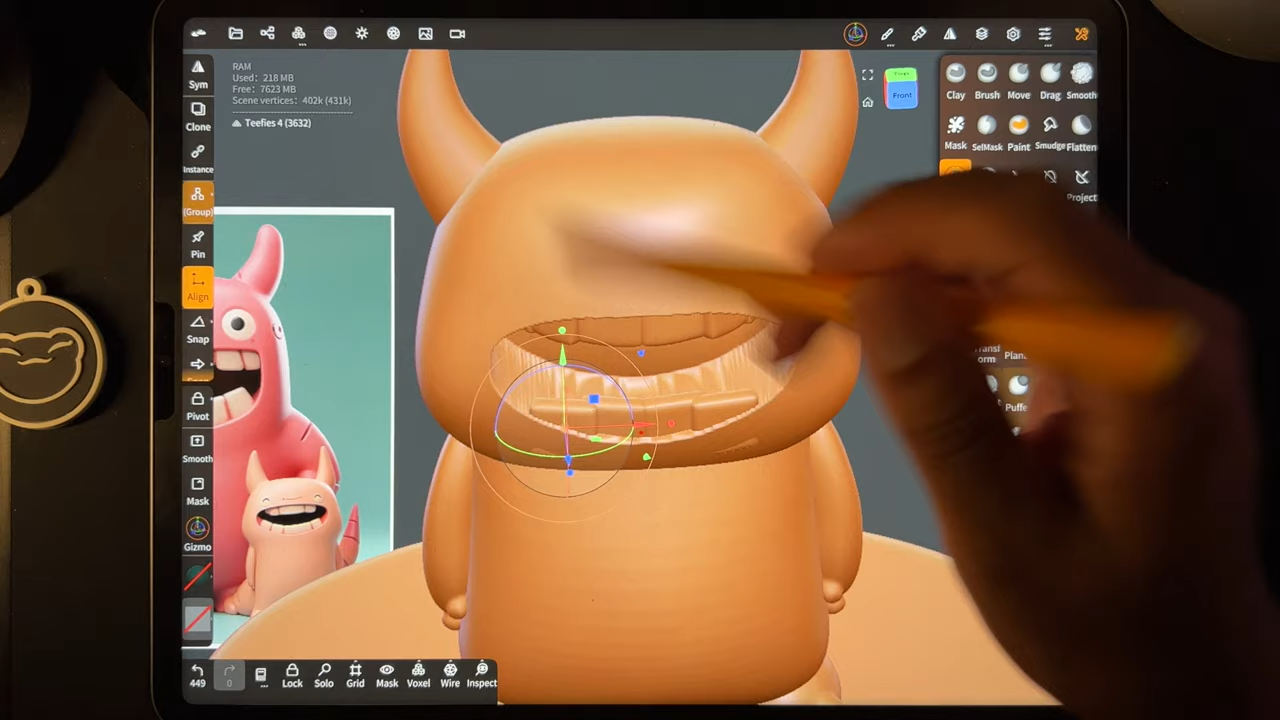 RAM
Used: 218 MB
Free: 7623 MB
Scene vertices: 402k (431k)
Teefies 4 (3632)
Front
Sym
Clone
Instance
(Group)
Pin
Align
Snap
Pivot
Smooth
Mask
Gizmo
Clay Brush Move Drag Smooth
Mask SelMask Paint Smudge Flatten
Project
Transf
orm
Puffe
449 0 Lock Solo Grid Mask Voxel Wire Inspect